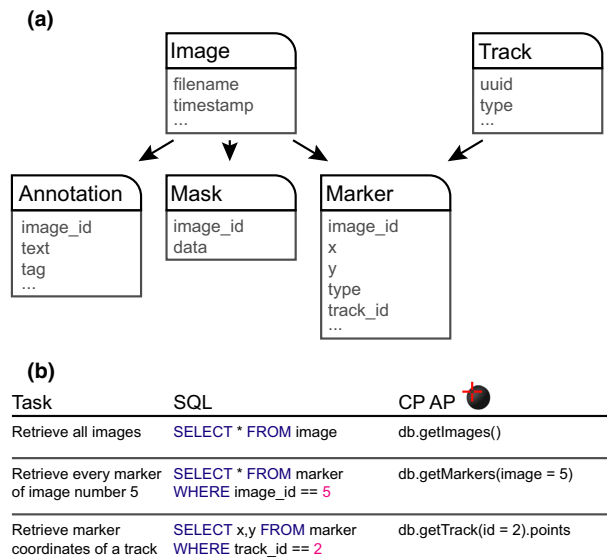 (a)
Image
filename
timestamp
...
Track
uuid
type
...
Annotation
image_id
text
tag
...
Mask
image_id
data
Marker
image_id
x
y
type
track_id
...
(b)
Task SQL CP AP
Retrieve all images SELECT * FROM image db.getImages()
Retrieve every marker SELECT * FROM marker db.getMarkers(image = 5)
of image number 5 WHERE image_id == 5
Retrieve marker SELECT x,y FROM marker db.getTrack(id = 2).points
coordinates of a track WHERE track_id == 2